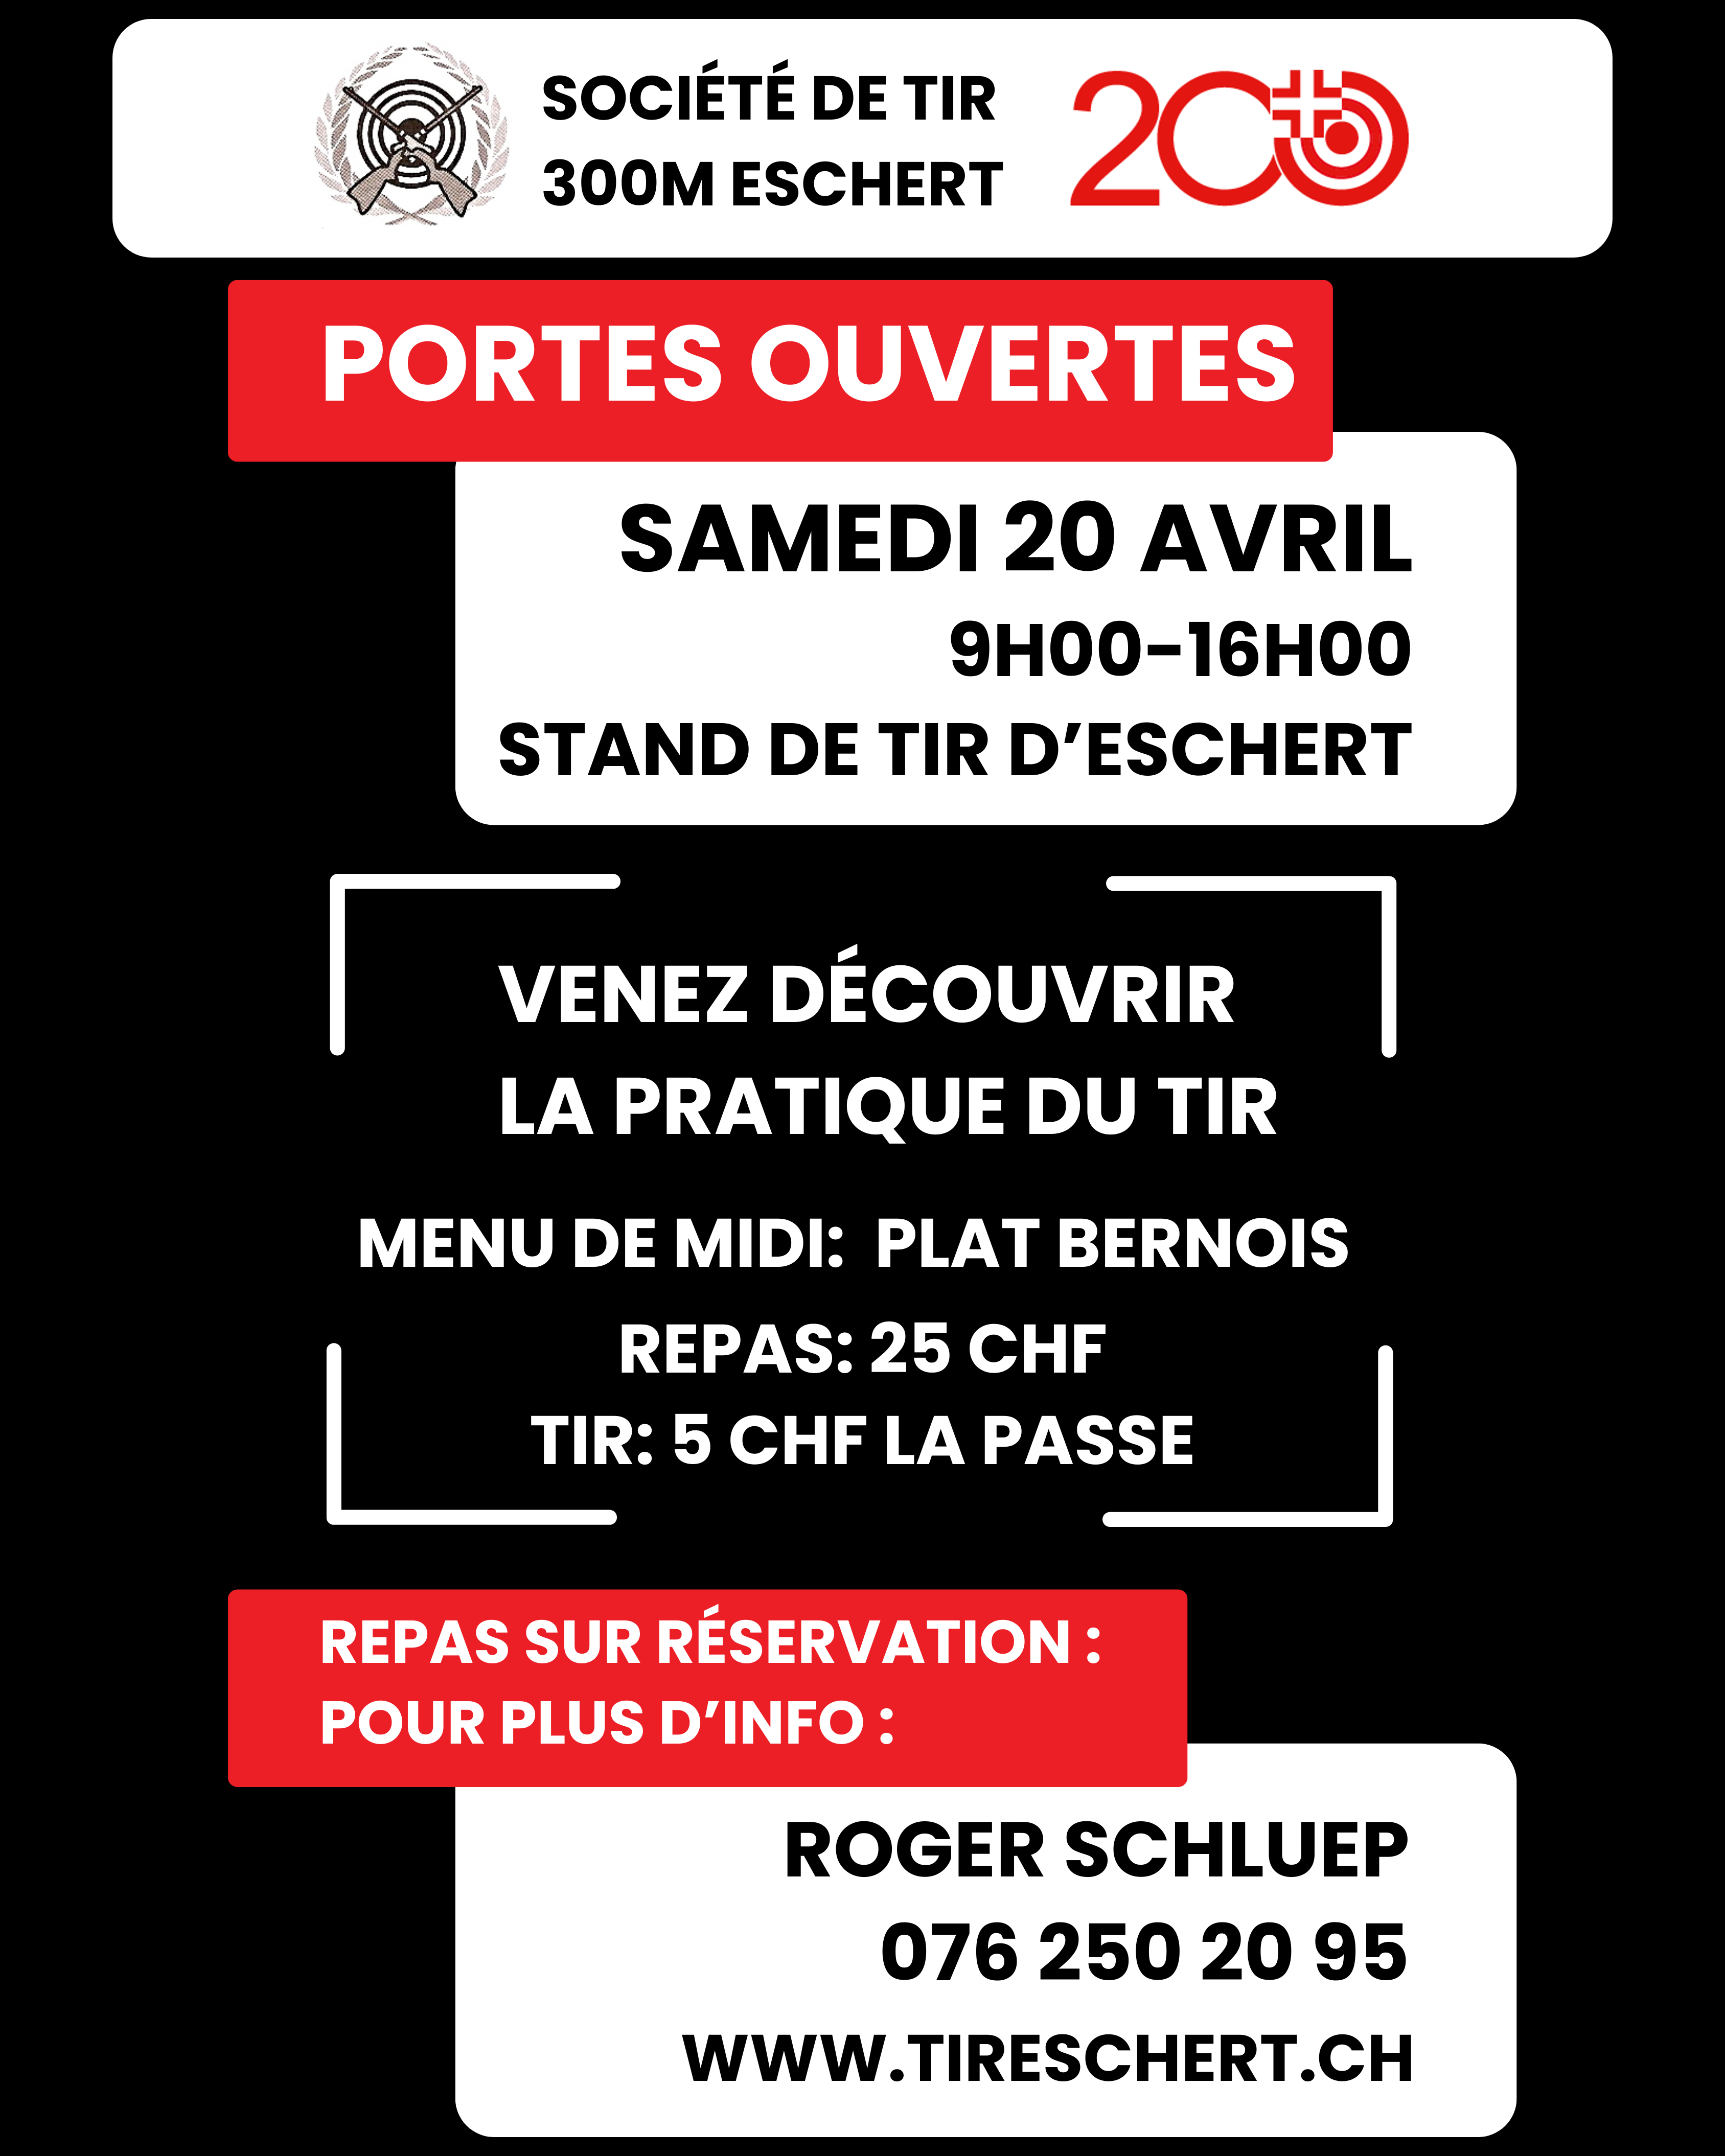 SOCIÉTÉ DE TIR
300M ESCHERT
200
PORTES OUVERTES
SAMEDI 20 AVRIL
9H00-16H00
STAND DE TIR D’ESCHERT
VENEZ DÉCOUVRIR
LA PRATIQUE DU TIR
MENU DE MIDI: PLAT BERNOIS
REPAS: 25 CHF
TIR: 5 CHF LA PASSE
REPAS SUR RÉSERVATION :
POUR PLUS D’INFO :
ROGER SCHLUEP
076 250 20 95
WWW.TIRESCHERT.CH